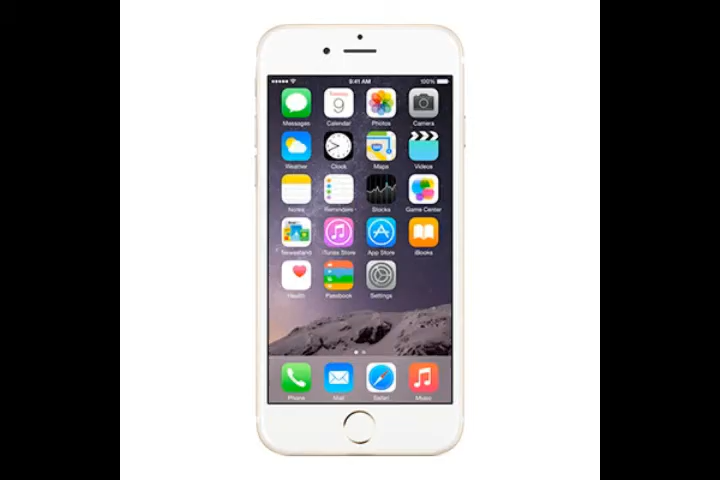 9:41 AM 100%
Tuesday
9
Messages Calendar Photos Camera
Weather Clock Maps Videos
Notes Reminders Stocks Game Center
Newsstand iTunes Store App Store iBooks
Health Passbook Settings
Phone Mail Safari Music